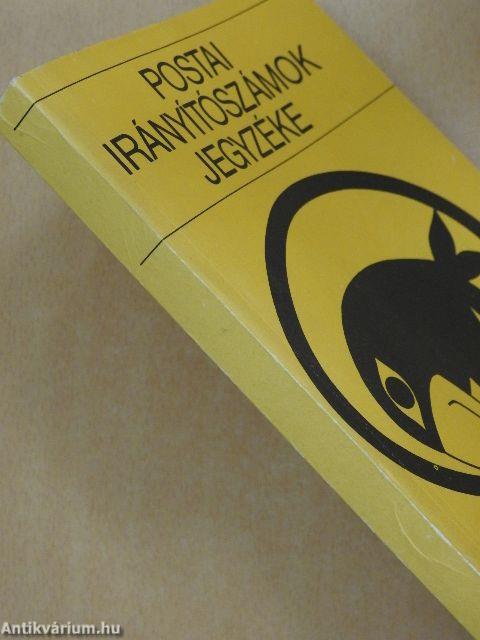 POSTAI
IRÁNYÍTÓSZÁMOK
JEGYZÉKE
Antikvárium.hu